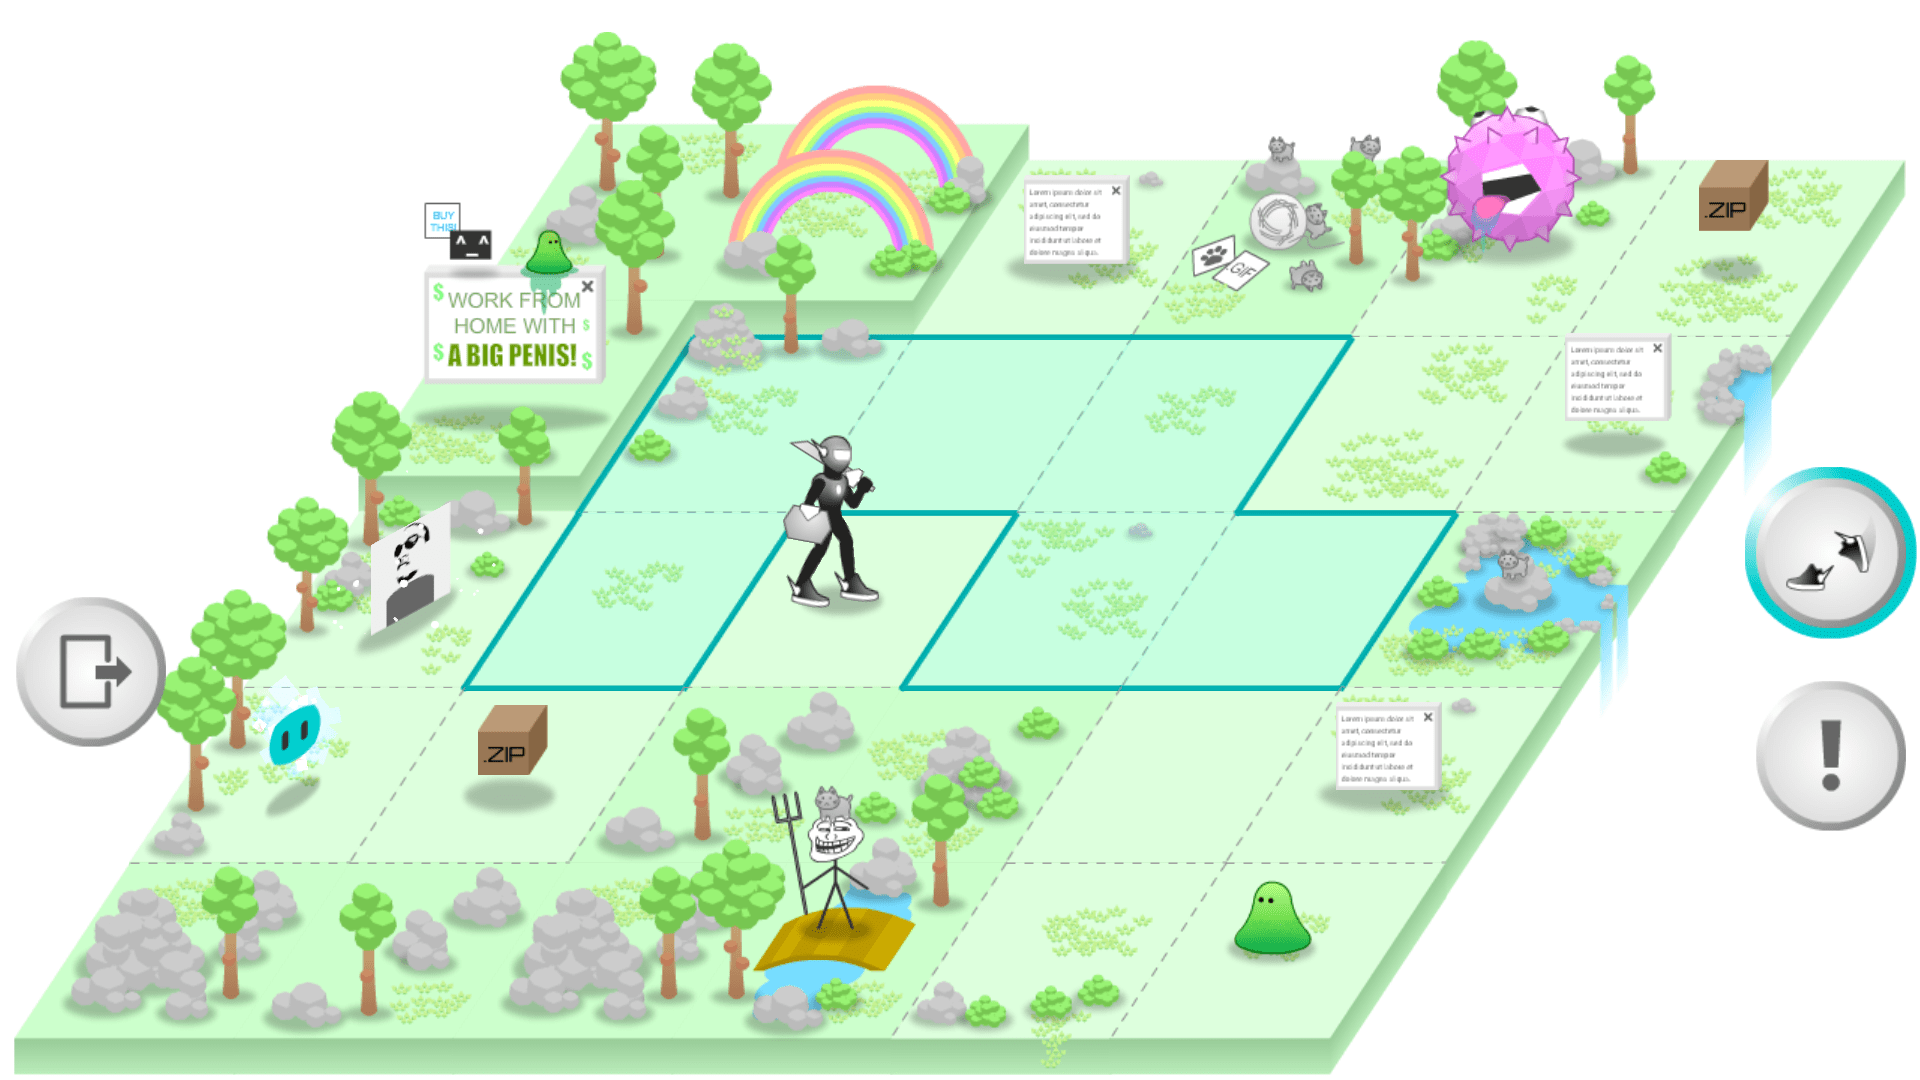 BUY
THIS!
$ WORK FROM
HOME WITH $
$ A BIG PENIS! $
Lorem ipsum dolor sit
amet, consectetur
adipiscing elit, sed do
eiusmod tempor
incididunt ut labore et
dolore magna aliqua.
.GIF
.ZIP
Lorem ipsum dolor sit
amet, consectetur
adipiscing elit, sed do
eiusmod tempor
incididunt ut labore et
dolore magna aliqua.
.ZIP
Lorem ipsum dolor sit
amet, consectetur
adipiscing elit, sed do
eiusmod tempor
incididunt ut labore et
dolore magna aliqua.